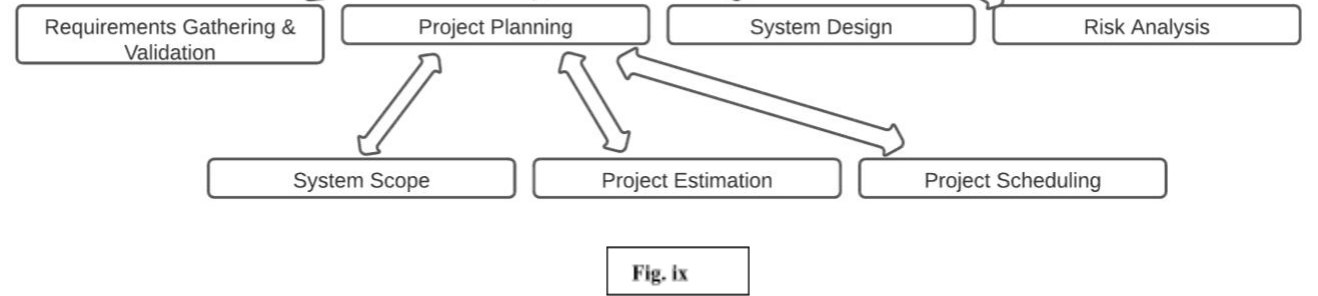 Requirements Gathering &
Validation
Project Planning
System Design
Risk Analysis
System Scope
Project Estimation
Project Scheduling
Fig. ix